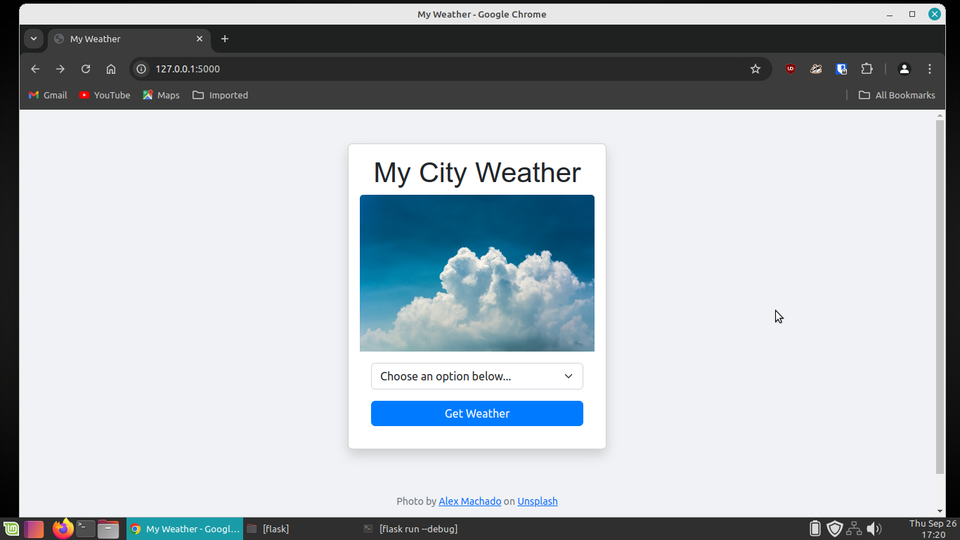 My Weather - Google Chrome
My Weather
127.0.0.1:5000
Gmail YouTube Maps Imported All Bookmarks
My City Weather
Choose an option below...
Get Weather
Photo by Alex Machado on Unsplash
My Weather - Googl... [flask] [flask run --debug] Thu Sep 26
17:20